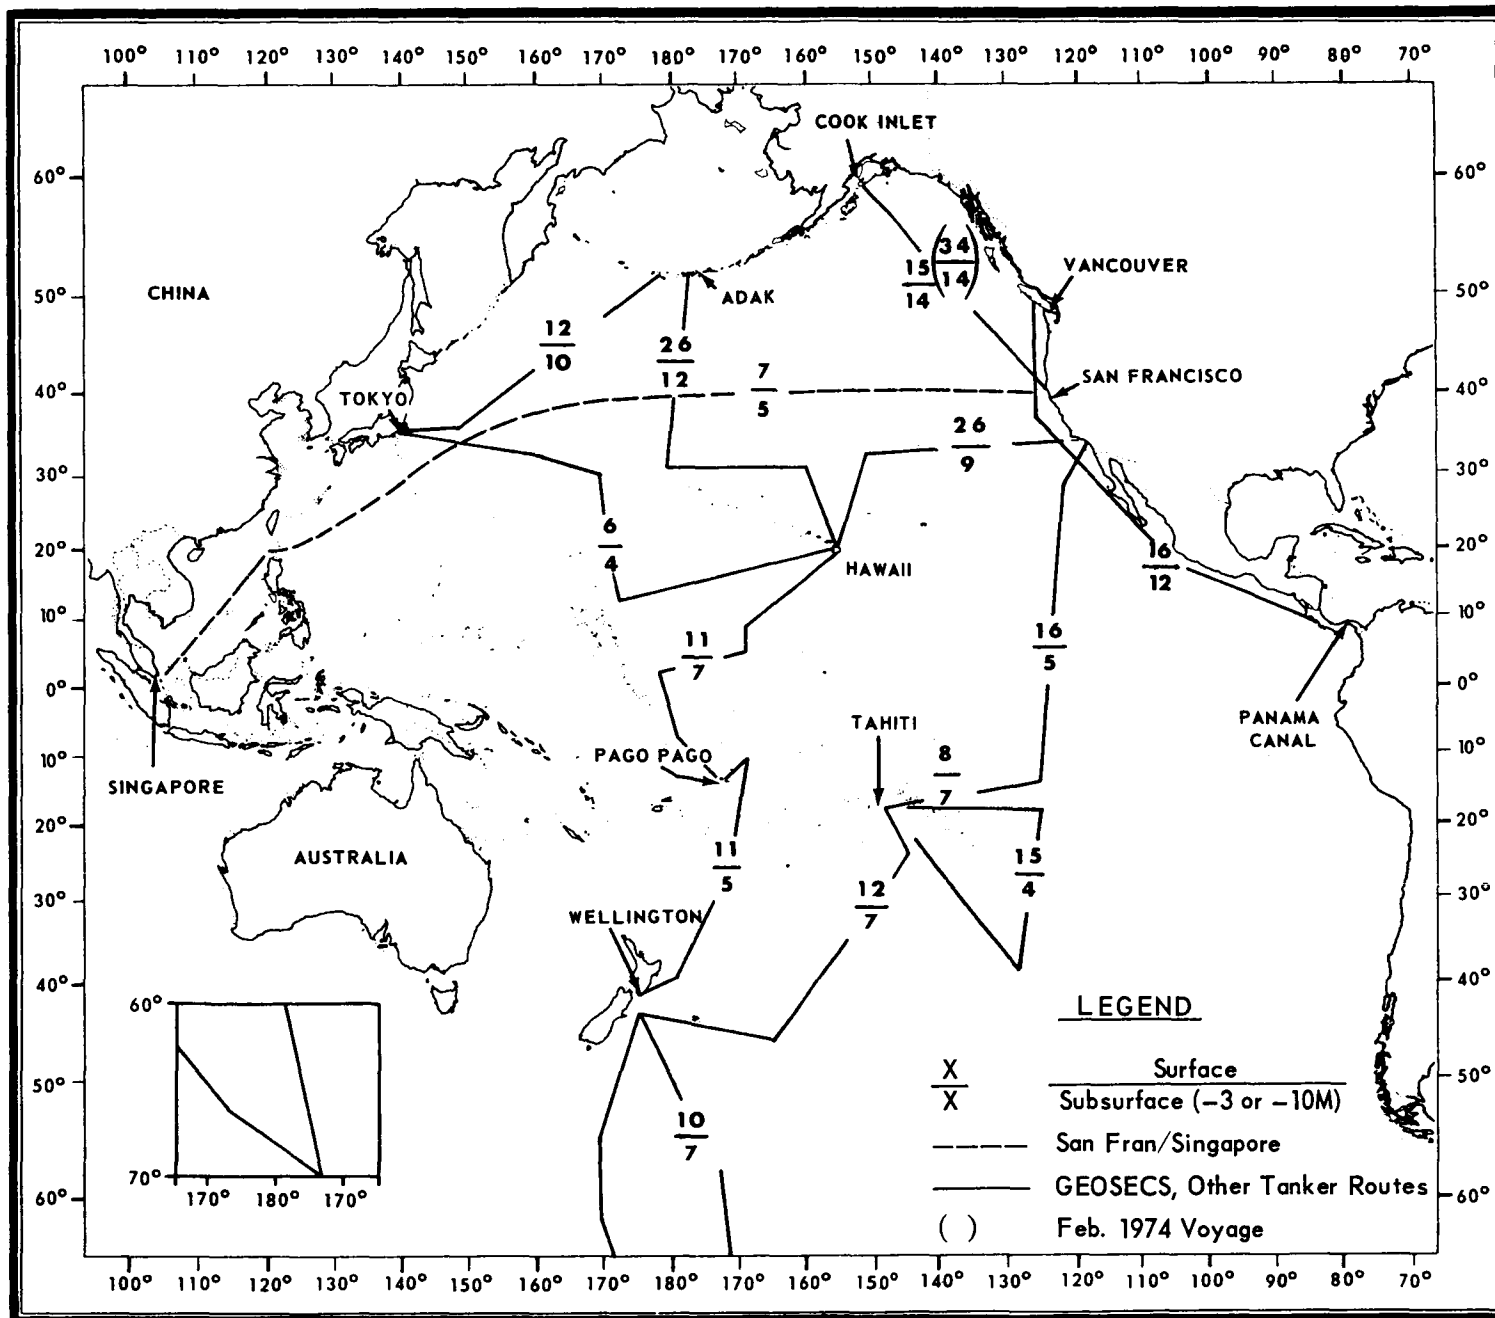 100° 110° 120° 130° 140° 150° 160° 170° 180° 170° 160° 150° 140° 130° 120° 110° 100° 90° 80° 70°
COOK INLET
60° 60°
34
14
15
14
VANCOUVER
CHINA
50° 50°
ADAK
12
10
26
12
7
5
SAN FRANCISCO
40° 40°
TOKYO
26
9
30° 30°
6
4
20° 20°
HAWAII
16
12
10° 10°
11
7
16
5
0° 0°
TAHITI
PANAMA
CANAL
PAGO PAGO
8
7
10° 10°
SINGAPORE
20° 20°
AUSTRALIA
11
5
15
4
12
7
30° 30°
WELLINGTON
40° 40°
60°
70°
170° 180° 170°
LEGEND
X
X
Surface
Subsurface (-3 or -10M)
50° 50°
10
7
San Fran/Singapore
GEOSECS, Other Tanker Routes
60° 60°
( ) Feb. 1974 Voyage
100° 110° 120° 130° 140° 150° 160° 170° 180° 170° 160° 150° 140° 130° 120° 110° 100° 90° 80° 70°